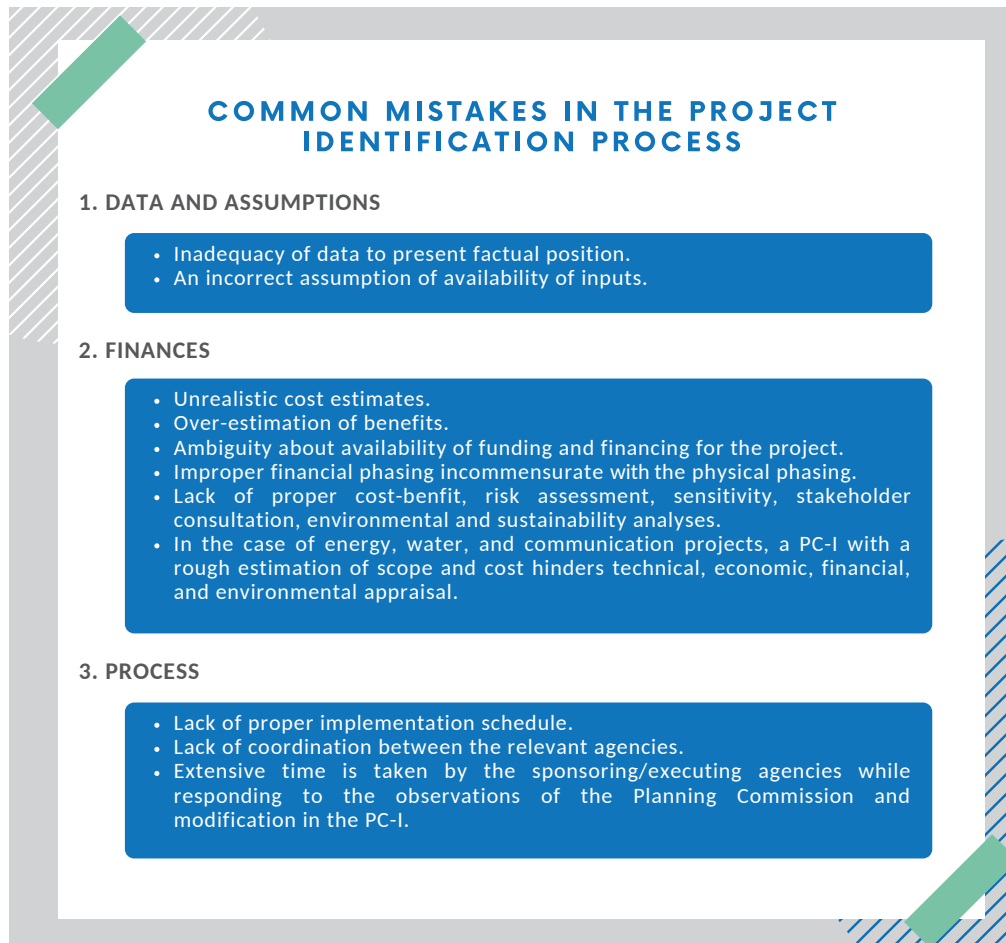 COMMON MISTAKES IN THE PROJECT
IDENTIFICATION PROCESS
1. DATA AND ASSUMPTIONS
• Inadequacy of data to present factual position.
• An incorrect assumption of availability of inputs.
2. FINANCES
• Unrealistic cost estimates.
• Over-estimation of benefits.
• Ambiguity about availability of funding and financing for the project.
• Improper financial phasing incommensurate with the physical phasing.
• Lack of proper cost-benfit, risk assessment, sensitivity, stakeholder
consultation, environmental and sustainability analyses.
• In the case of energy, water, and communication projects, a PC-I with a
rough estimation of scope and cost hinders technical, economic, financial,
and environmental appraisal.
3. PROCESS
• Lack of proper implementation schedule.
• Lack of coordination between the relevant agencies.
• Extensive time is taken by the sponsoring/executing agencies while
responding to the observations of the Planning Commission and
modification in the PC-I.